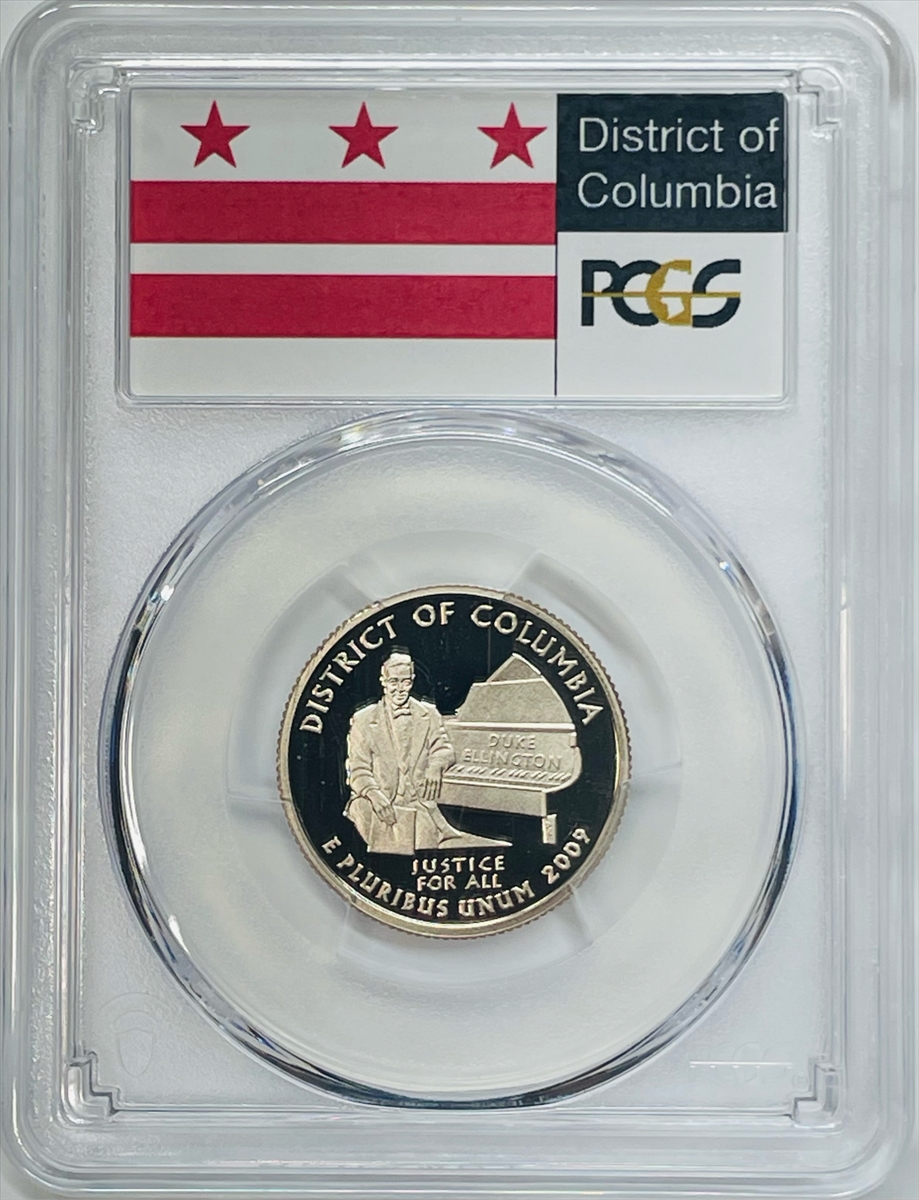 District of
Columbia
PCGS
DISTRICT OF COLUMBIA
DUKE
ELLINGTON
JUSTICE
FOR ALL
E PLURIBUS UNUM 2009